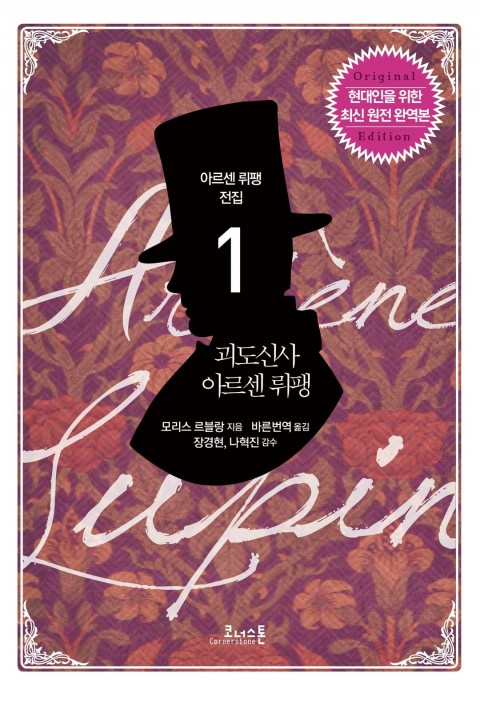 Original
현대인을 위한
최신 원전 완역본
Edition
아르센 뤼팽
전집
1
Arsène
괴도신사
아르센 뤼팽
모리스 르블랑 지음 바른번역 옮김
장경현, 나혁진 감수
Lupin
코너스톤
Cornerstone